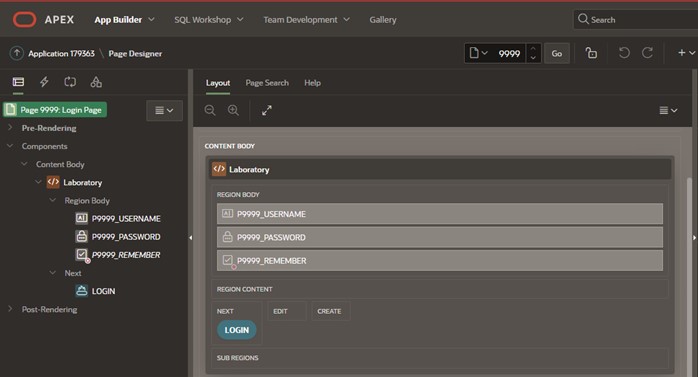 APEX
App Builder
SQL Workshop
Team Development
Gallery
Search
Application 179363
Page Designer
9999
Go
Page 9999: Login Page
Pre-Rendering
Components
Content Body
Laboratory
Region Body
P9999_USERNAME
P9999_PASSWORD
P9999_REMEMBER
Next
LOGIN
Post-Rendering
Layout
Page Search
Help
CONTENT BODY
Laboratory
REGION BODY
P9999_USERNAME
P9999_PASSWORD
P9999_REMEMBER
REGION CONTENT
NEXT
EDIT
CREATE
LOGIN
SUB REGIONS